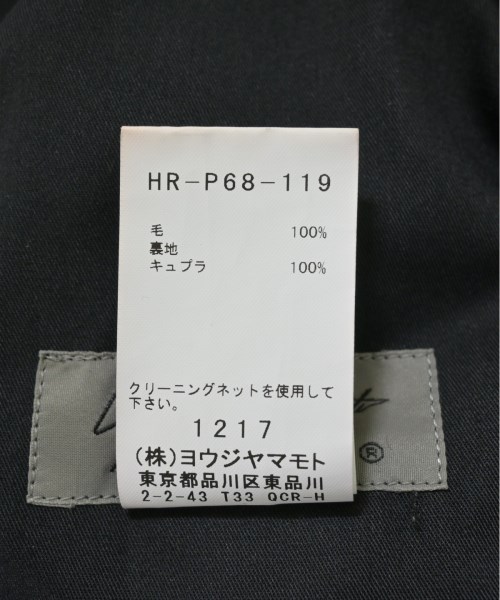 HR-P68-119
毛 100%
裏地
キュプラ 100%
クリーニングネットを使用して
下さい。
1217
(株)ヨウジヤマモト
東京都品川区東品川
2-2-43 T33 QCR-H
®